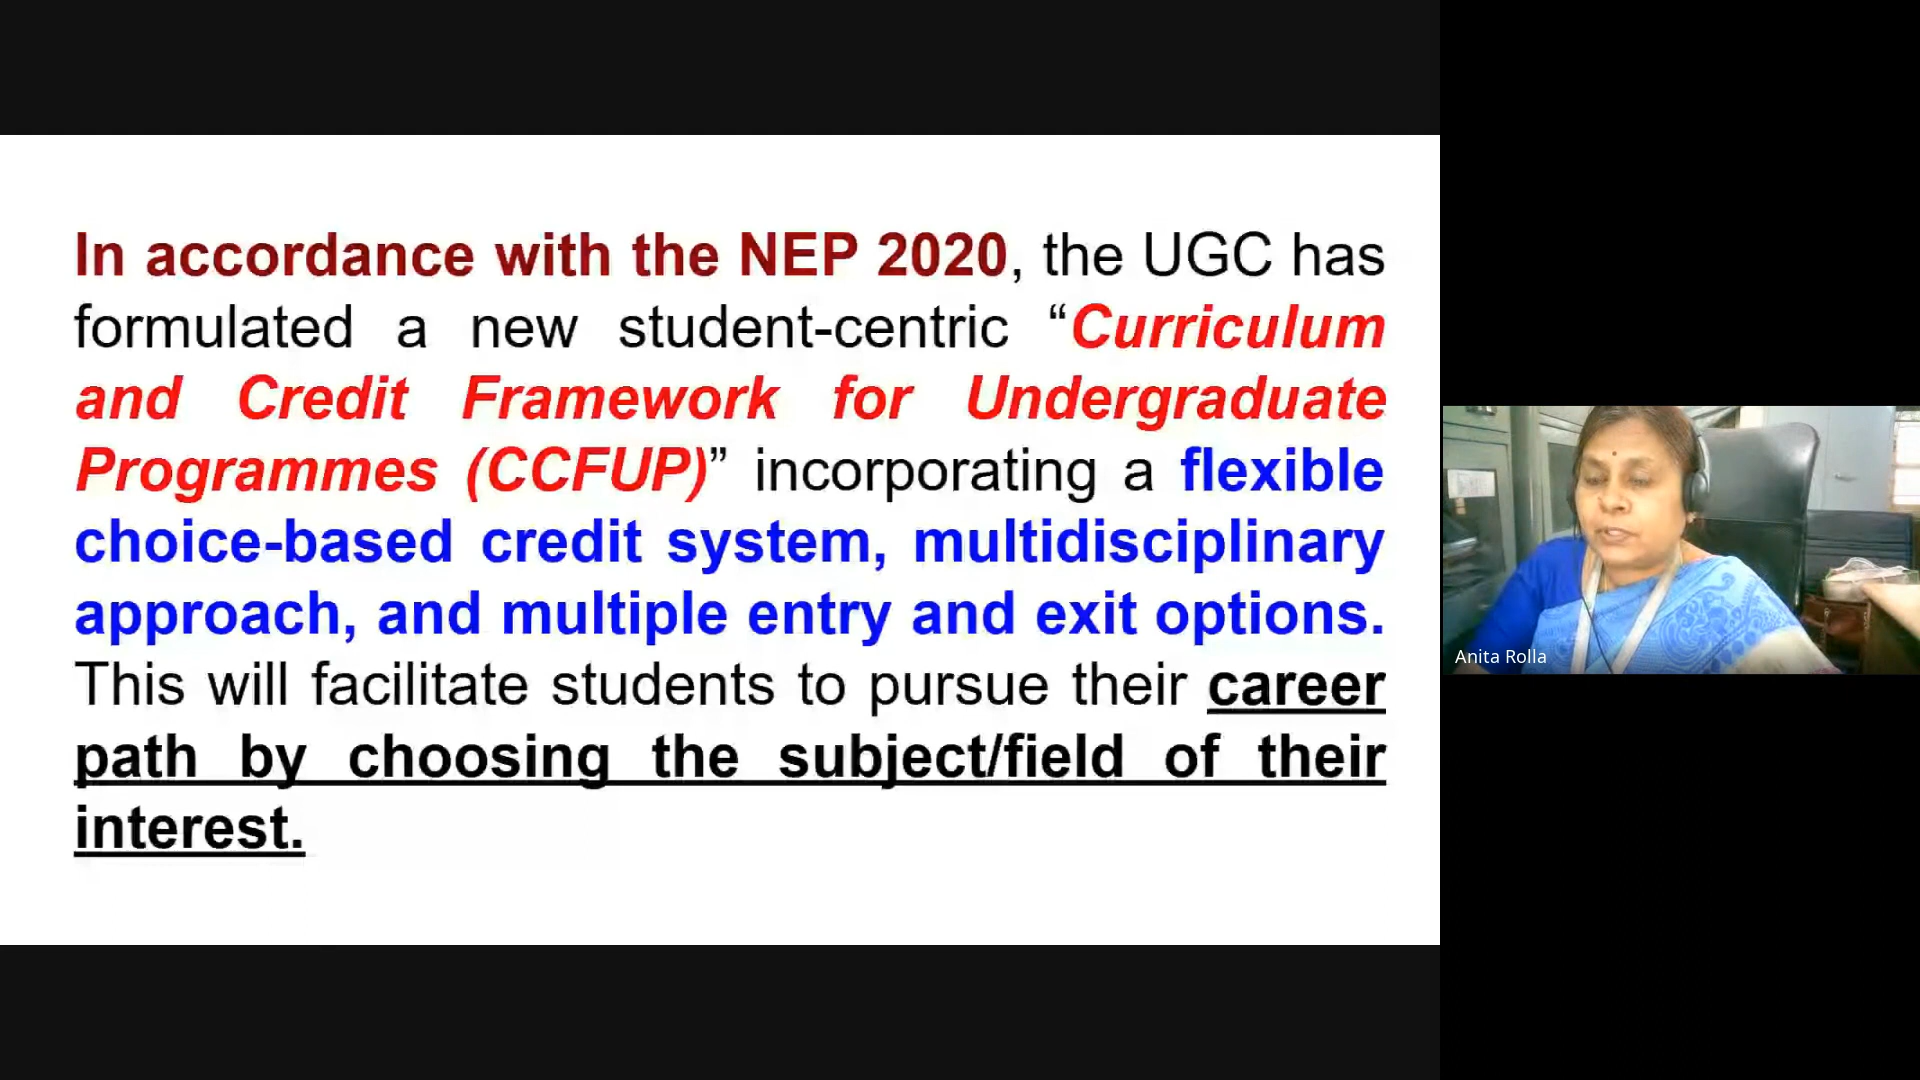 In accordance with the NEP 2020, the UGC has
formulated a new student-centric “Curriculum
and Credit Framework for Undergraduate
Programmes (CCFUP)” incorporating a flexible
choice-based credit system, multidisciplinary
approach, and multiple entry and exit options.
This will facilitate students to pursue their career
path by choosing the subject/field of their
interest.
Anita Rolla